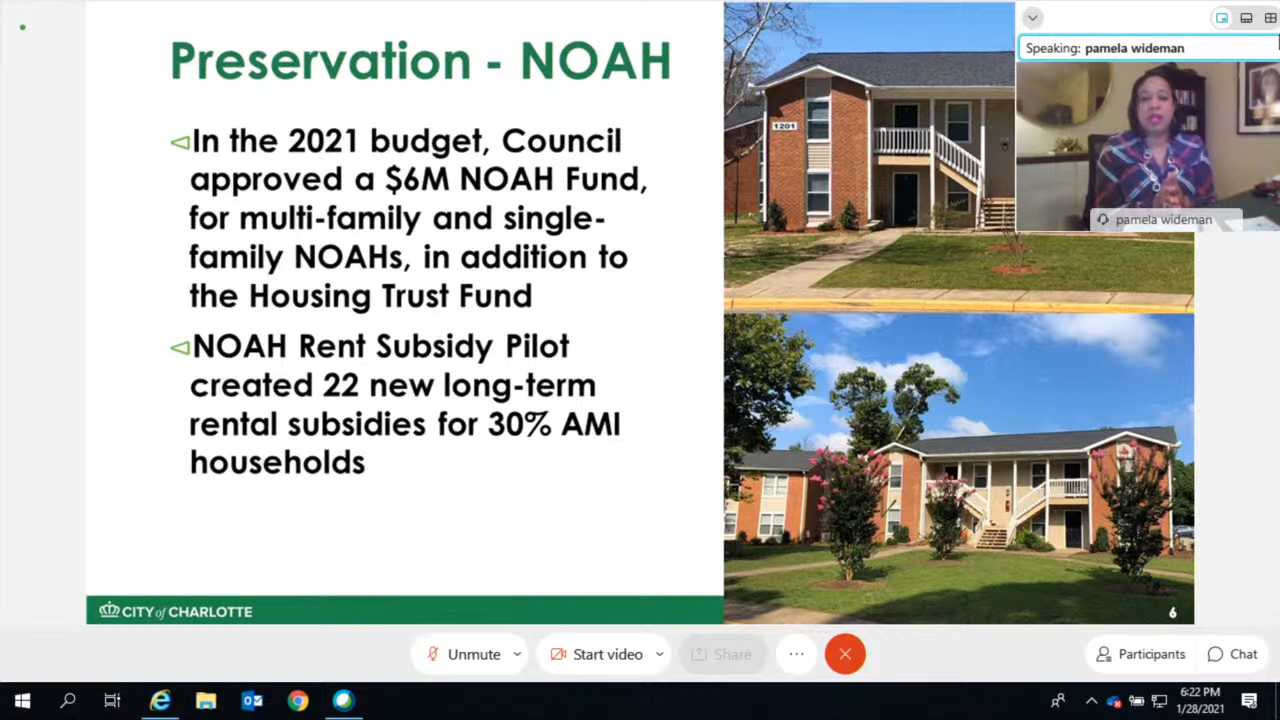 Preservation - NOAH
In the 2021 budget, Council
approved a $6M NOAH Fund,
for multi-family and single-
family NOAHs, in addition to
the Housing Trust Fund
NOAH Rent Subsidy Pilot
created 22 new long-term
rental subsidies for 30% AMI
households
CITY of CHARLOTTE
1201
6
Speaking: pamela wideman
pamela wideman
Unmute
Start video
Share
Participants
Chat
6:22 PM
1/28/2021